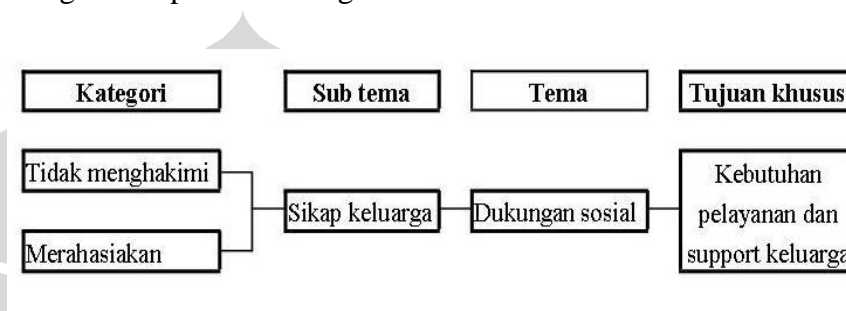 Kategori
Sub tema
Tema
Tujuan khusus
Tidak menghakimi
Merahasiakan
Sikap keluarga
Dukungan sosial
Kebutuhan
pelayanan dan
support keluarga